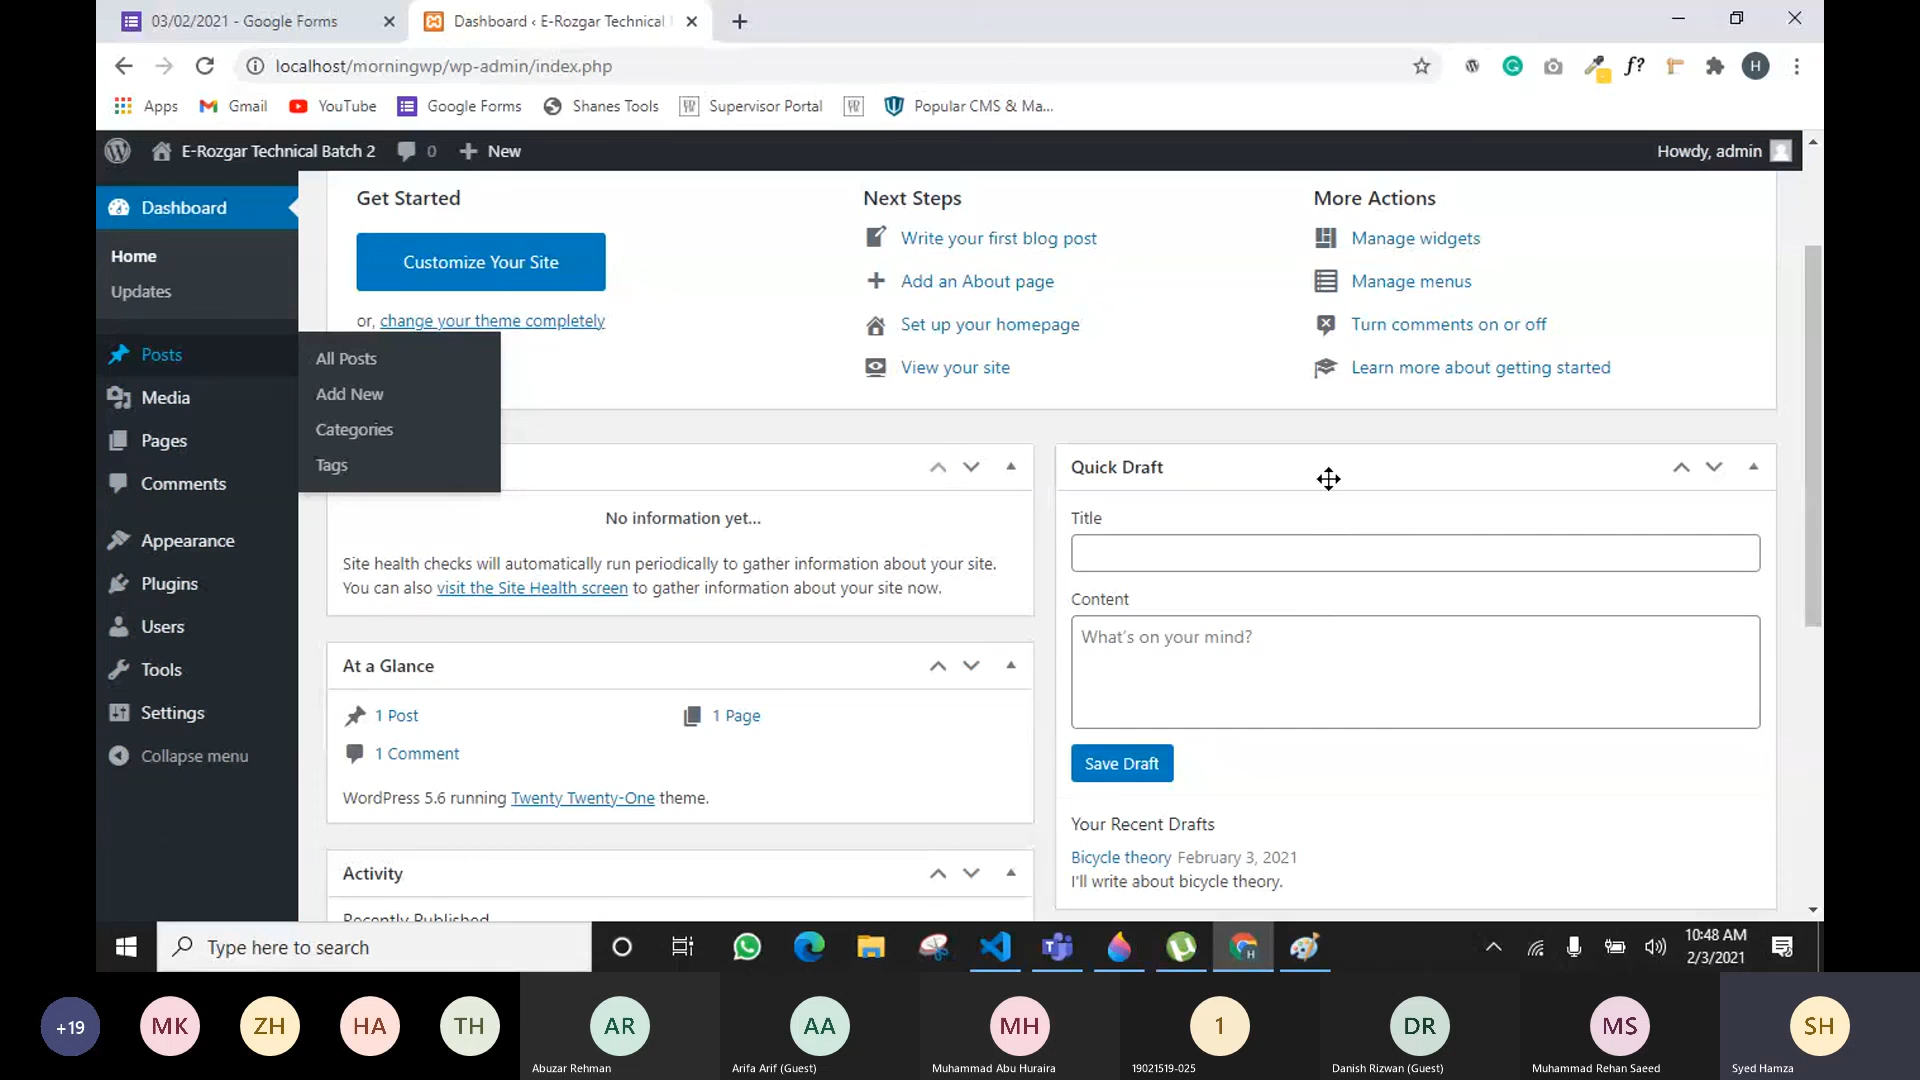 03/02/2021 - Google Forms
Dashboard ‹ E-Rozgar Technical
localhost/morningwp/wp-admin/index.php
f?
H
Apps
Gmail
YouTube
Google Forms
Shanes Tools
Supervisor Portal
Popular CMS & Ma...
E-Rozgar Technical Batch 2
0
New
Howdy, admin
Dashboard
Home
Updates
Posts
Media
Pages
Comments
Appearance
Plugins
Users
Tools
Settings
Collapse menu
All Posts
Add New
Categories
Tags
Get Started
Customize Your Site
or, change your theme completely
Next Steps
Write your first blog post
Add an About page
Set up your homepage
View your site
More Actions
Manage widgets
Manage menus
Turn comments on or off
Learn more about getting started
No information yet...
Site health checks will automatically run periodically to gather information about your site.
You can also visit the Site Health screen to gather information about your site now.
At a Glance
1 Post
1 Page
1 Comment
WordPress 5.6 running Twenty Twenty-One theme.
Activity
Recently Published
Quick Draft
Title
Content
What's on your mind?
Save Draft
Your Recent Drafts
Bicycle theory February 3, 2021
I'll write about bicycle theory.
Type here to search
10:48 AM
2/3/2021
+19
MK
ZH
HA
TH
AR
Abuzar Rehman
AA
Arifa Arif (Guest)
MH
Muhammad Abu Huraira
1
19021519-025
DR
Danish Rizwan (Guest)
MS
Muhammad Rehan Saeed
SH
Syed Hamza